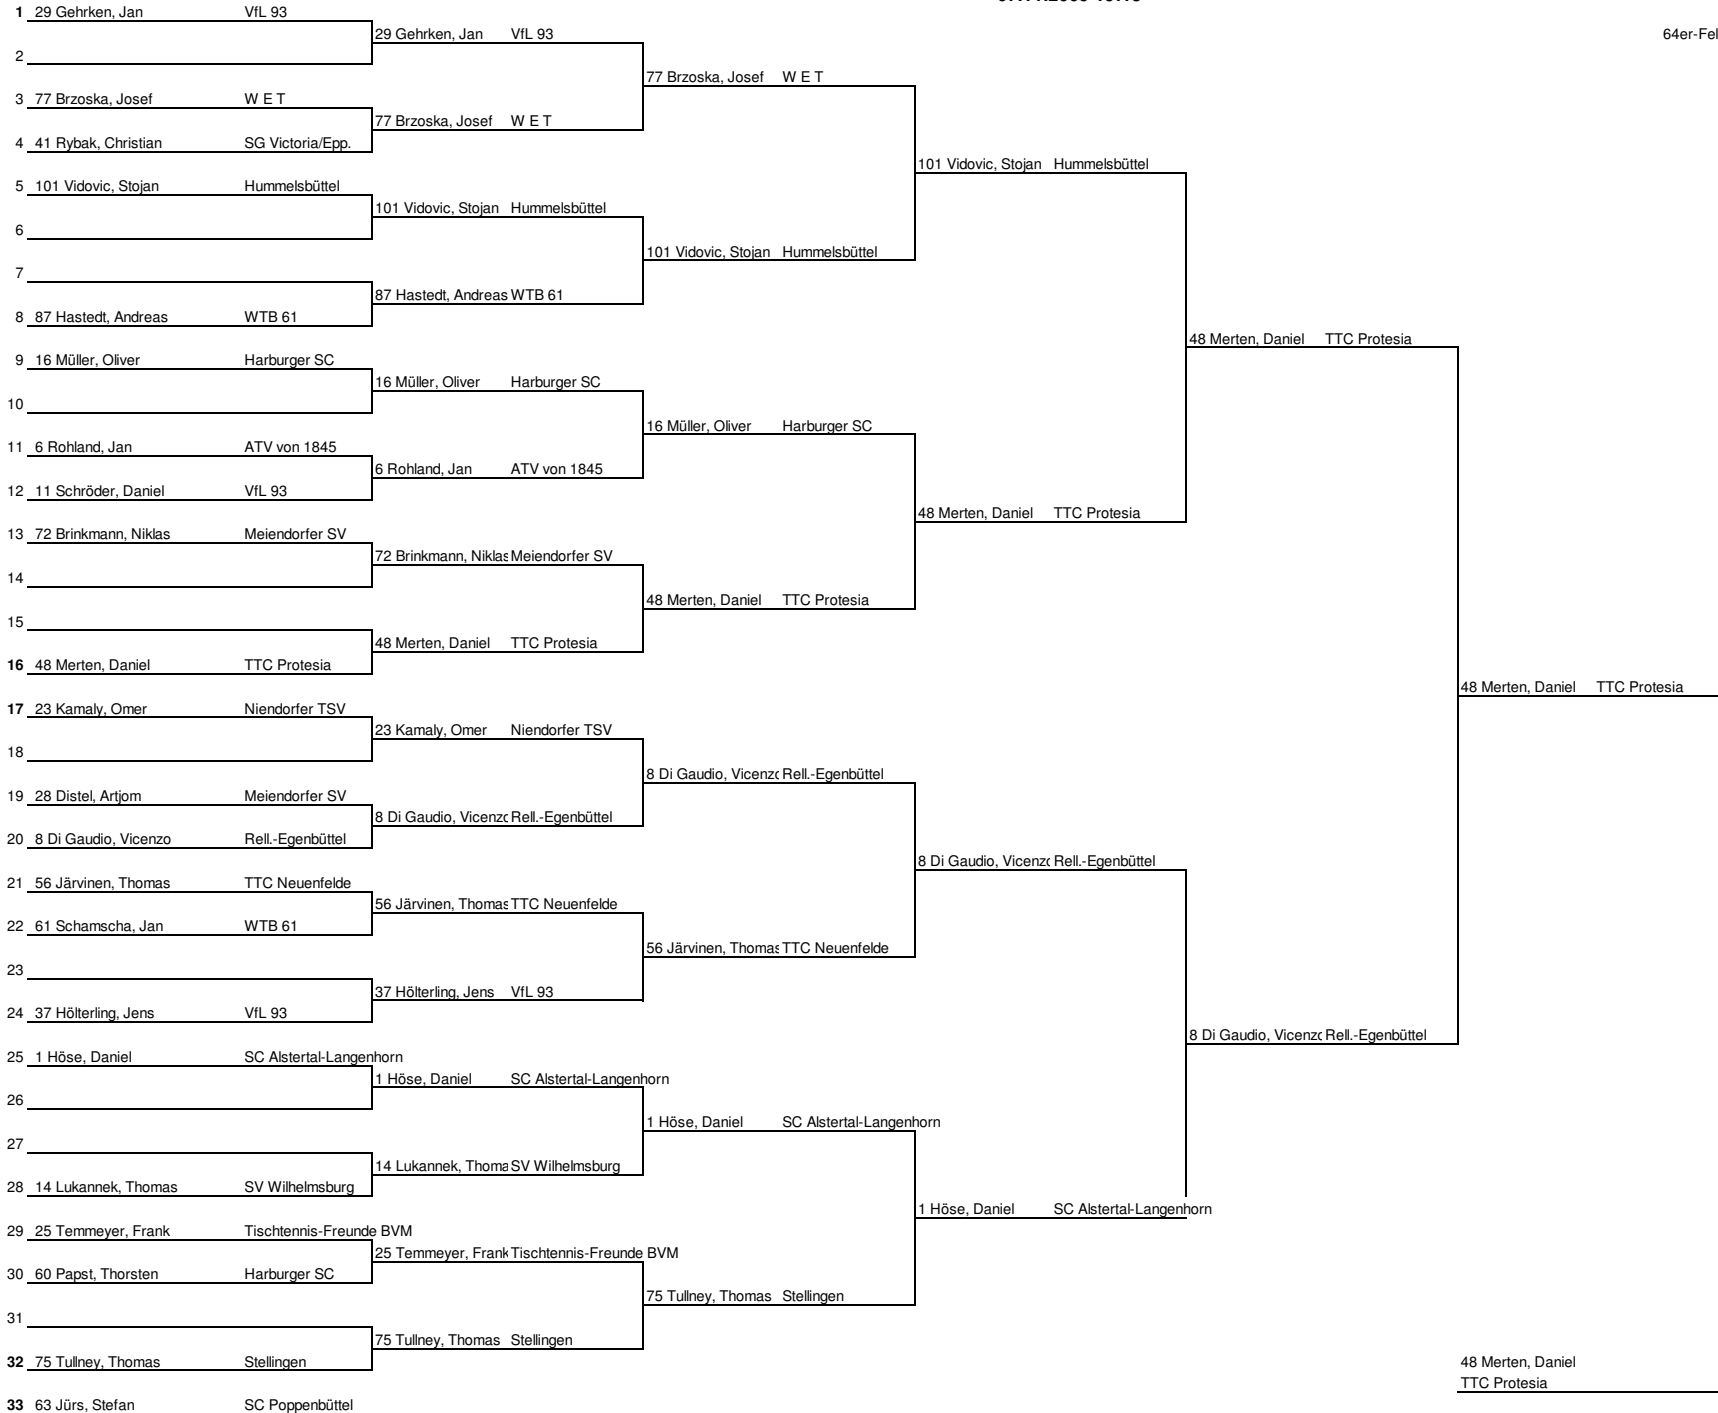 1 29 Gehrken, Jan VfL 93
29 Gehrken, Jan VfL 93
64er-Fel
2
77 Brzoska, Josef W E T
3 77 Brzoska, Josef W E T
77 Brzoska, Josef W E T
4 41 Rybak, Christian SG Victoria/Epp.
101 Vidovic, Stojan Hummelsbüttel
5 101 Vidovic, Stojan Hummelsbüttel
101 Vidovic, Stojan Hummelsbüttel
6
101 Vidovic, Stojan Hummelsbüttel
7
87 Hastedt, Andreas WTB 61
8 87 Hastedt, Andreas WTB 61
48 Merten, Daniel TTC Protesia
9 16 Müller, Oliver Harburger SC
16 Müller, Oliver Harburger SC
10
16 Müller, Oliver Harburger SC
11 6 Rohland, Jan ATV von 1845
6 Rohland, Jan ATV von 1845
12 11 Schröder, Daniel VfL 93
48 Merten, Daniel TTC Protesia
13 72 Brinkmann, Niklas Meiendorfer SV
72 Brinkmann, Niklas Meiendorfer SV
14
48 Merten, Daniel TTC Protesia
15
48 Merten, Daniel TTC Protesia
16 48 Merten, Daniel TTC Protesia
48 Merten, Daniel TTC Protesia
17 23 Kamaly, Omer Niendorfer TSV
23 Kamaly, Omer Niendorfer TSV
18
8 Di Gaudio, Vicenzo Rell.-Egenbüttel
19 28 Distel, Artjom Meiendorfer SV
8 Di Gaudio, Vicenzo Rell.-Egenbüttel
20 8 Di Gaudio, Vicenzo Rell.-Egenbüttel
8 Di Gaudio, Vicenzo Rell.-Egenbüttel
21 56 Järvinen, Thomas TTC Neuenfelde
56 Järvinen, Thomas TTC Neuenfelde
22 61 Schamscha, Jan WTB 61
56 Järvinen, Thomas TTC Neuenfelde
23
37 Hölterling, Jens VfL 93
24 37 Hölterling, Jens VfL 93
8 Di Gaudio, Vicenzo Rell.-Egenbüttel
25 1 Höse, Daniel SC Alstertal-Langenhorn
1 Höse, Daniel SC Alstertal-Langenhorn
26
1 Höse, Daniel SC Alstertal-Langenhorn
27
14 Lukannek, Thoma SV Wilhelmsburg
28 14 Lukannek, Thomas SV Wilhelmsburg
1 Höse, Daniel SC Alstertal-Langenhorn
29 25 Temmeyer, Frank Tischtennis-Freunde BVM
25 Temmeyer, Frank Tischtennis-Freunde BVM
30 60 Papst, Thorsten Harburger SC
75 Tullney, Thomas Stellingen
31
75 Tullney, Thomas Stellingen
32 75 Tullney, Thomas Stellingen
48 Merten, Daniel
TTC Protesia
33 63 Jürs, Stefan SC Poppenbüttel